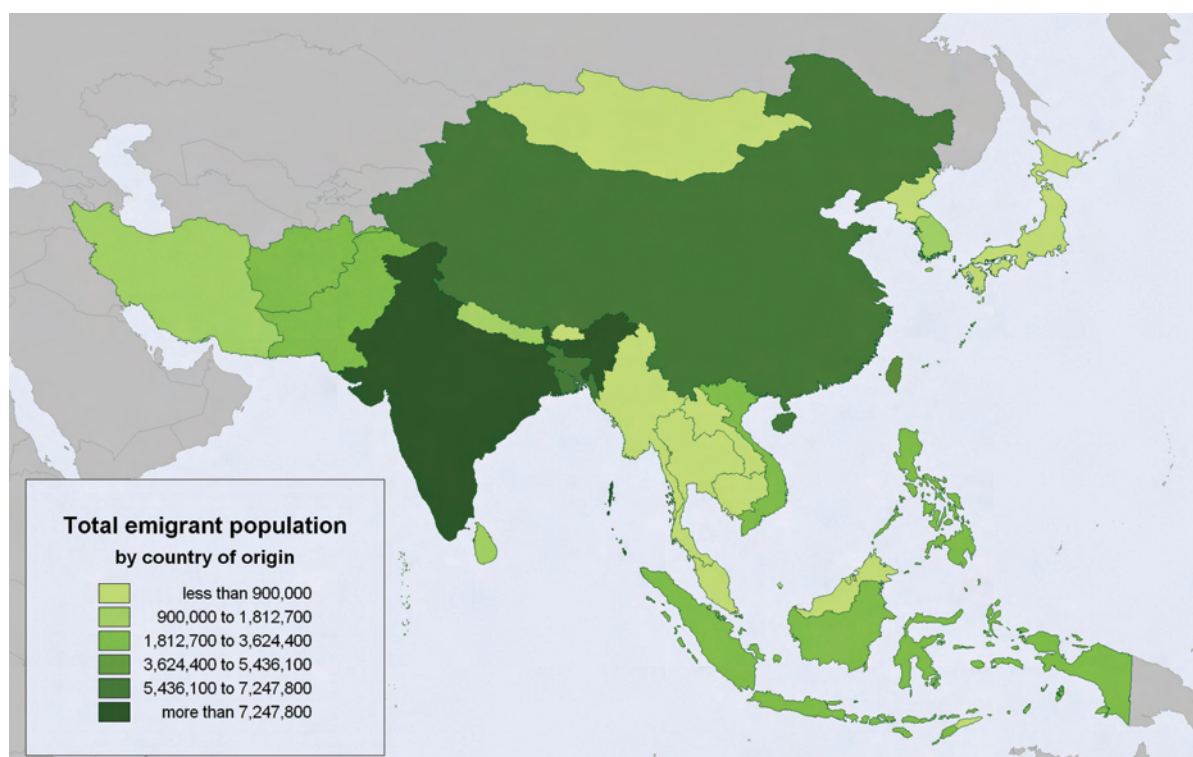 Total emigrant population
by country of origin
less than 900,000
900,000 to 1,812,700
1,812,700 to 3,624,400
3,624,400 to 5,436,100
5,436,100 to 7,247,800
more than 7,247,800